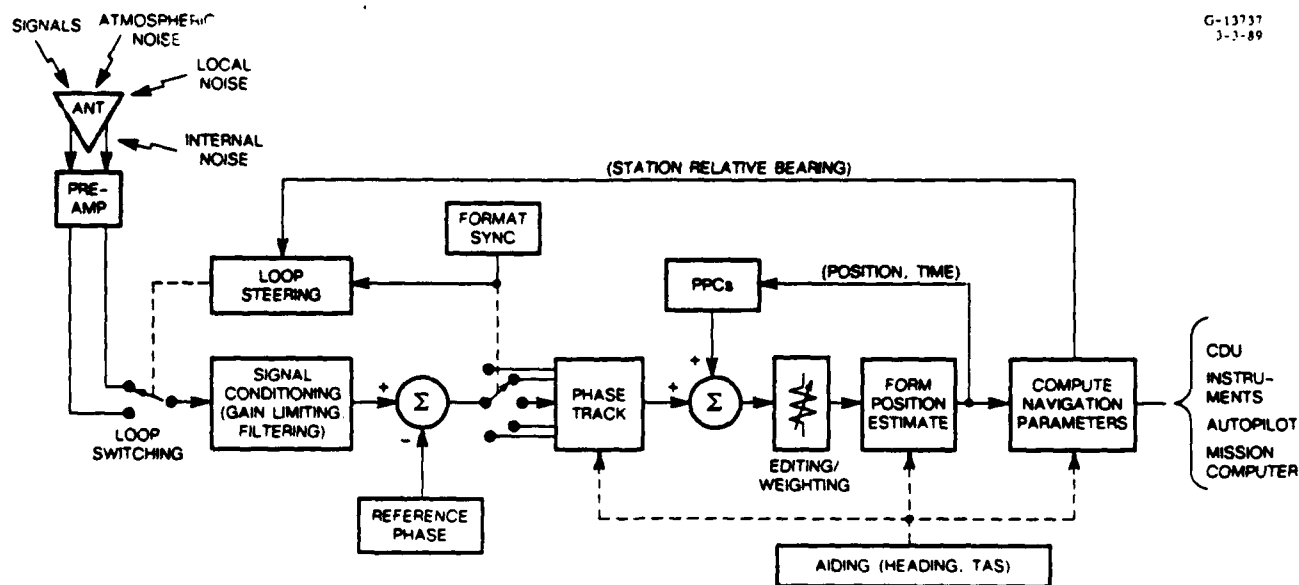 G-13737
3-3-89
SIGNALS
ATMOSPHERIC
NOISE
LOCAL
NOISE
ANT
INTERNAL
NOISE
PRE-
AMP
(STATION RELATIVE BEARING)
FORMAT
SYNC
LOOP
STEERING
PPCs
(POSITION, TIME)
LOOP
SWITCHING
SIGNAL
CONDITIONING
(GAIN LIMITING,
FILTERING)
+
Σ
-
REFERENCE
PHASE
PHASE
TRACK
+
+
Σ
EDITING/
WEIGHTING
FORM
POSITION
ESTIMATE
COMPUTE
NAVIGATION
PARAMETERS
CDU
INSTRU-
MENTS
AUTOPILOT
MISSION
COMPUTER
AIDING (HEADING, TAS)